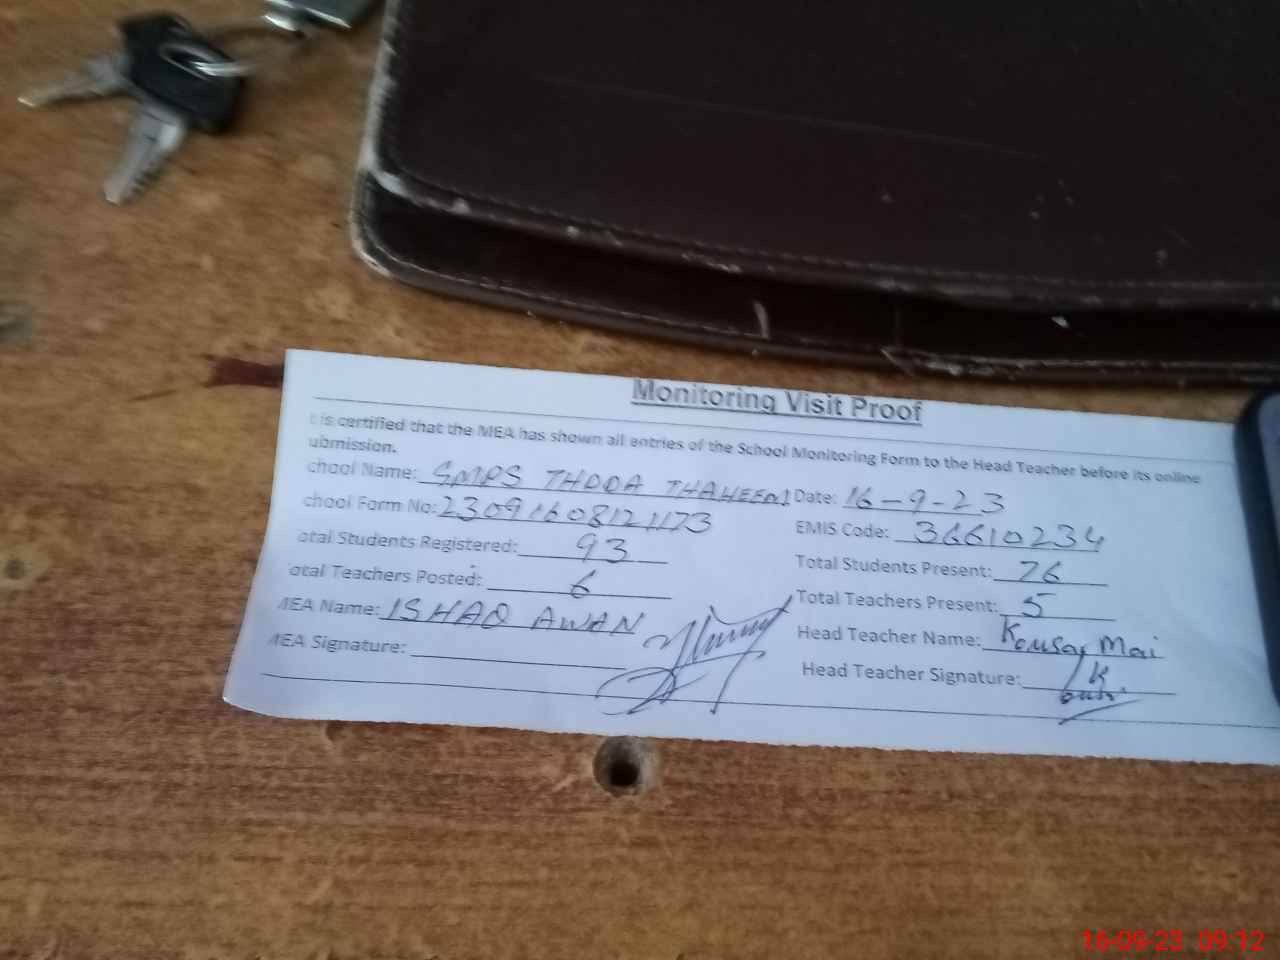 Monitoring Visit Proof
t is certified that the MEA has shown all entries of the School Monitoring Form to the Head Teacher before its online
ubmission.
chool Name: GMPS THDDA THAHEEM Date: 16-9-23
chool Form No: 23091608121173 EMIS Code: 36610234
otal Students Registered: 93 Total Students Present: 76
otal Teachers Posted: 6 Total Teachers Present: 5
MEA Name: ISHAQ AWAN Head Teacher Name: Kousar Mai
MEA Signature: Head Teacher Signature:
16-09-23 09:12